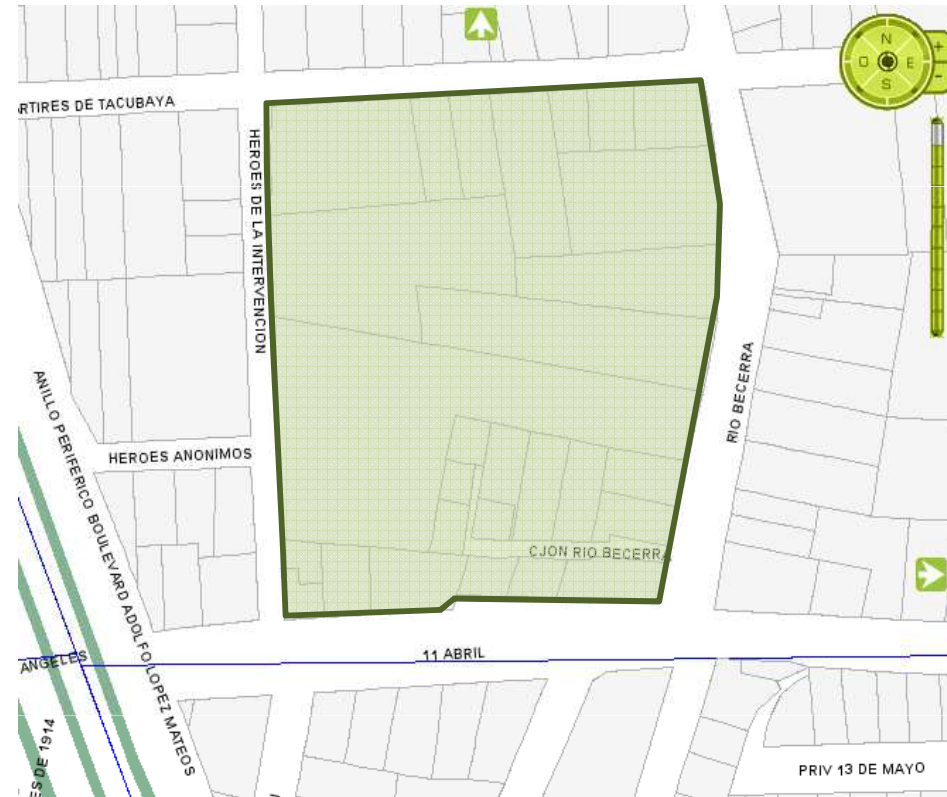 N
O E
S
+
-
RTIRES DE TACUBAYA
HEROES DE LA INTERVENCION
RIO BECERRA
ANILLO PERIFERICO BOULEVARD ADOLFO LOPEZ MATEOS
HEROES ANONIMOS
CJON RIO BECERRA
11 ABRIL
ANGELES
ES DE 1914
PRIV 13 DE MAYO